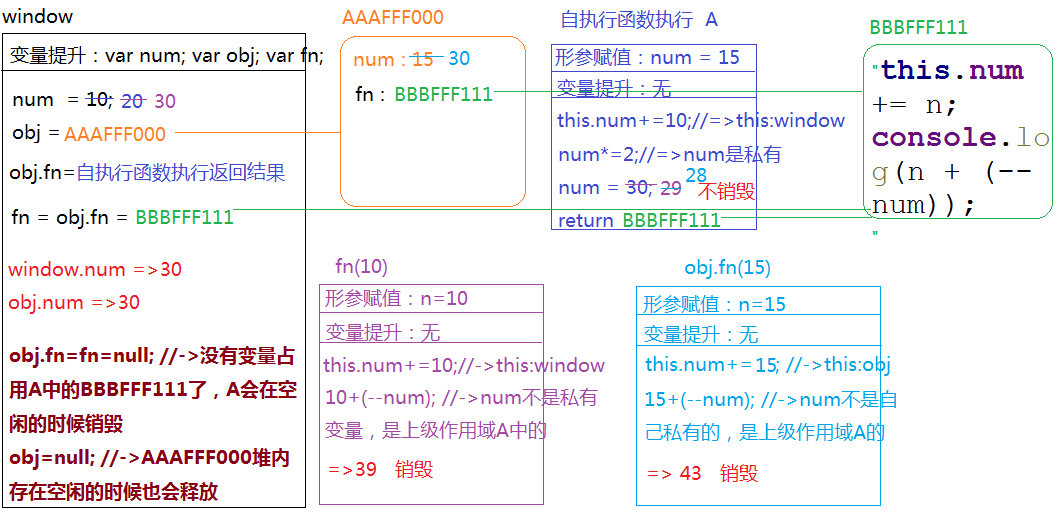 window
变量提升：var num; var obj; var fn;
num = 10; 20 30
obj = AAAFFF000
obj.fn=自执行函数执行返回结果
fn = obj.fn = BBBFFF111
window.num =>30
obj.num =>30
obj.fn=fn=null; //->没有变量占
用A中的BBBFFF111了，A会在空
闲的时候销毁
obj=null; //->AAAFFF000堆内
存在空闲的时候也会释放
AAAFFF000
num : 15 30
fn : BBBFFF111
自执行函数执行 A
形参赋值：num = 15
变量提升：无
this.num+=10;//=>this:window
num*=2;//=>num是私有
num = 30, 29 28 不销毁
return BBBFFF111
BBBFFF111
"this.num
+= n;
console.lo
g(n + (--
num));
"
fn(10)
形参赋值：n=10
变量提升：无
this.num+=10;//->this:window
10+(--num); //->num不是私有
变量，是上级作用域A中的
=>39 销毁
obj.fn(15)
形参赋值：n=15
变量提升：无
this.num+=15; //->this:obj
15+(--num); //->num不是自
己私有的，是上级作用域A的
=> 43 销毁